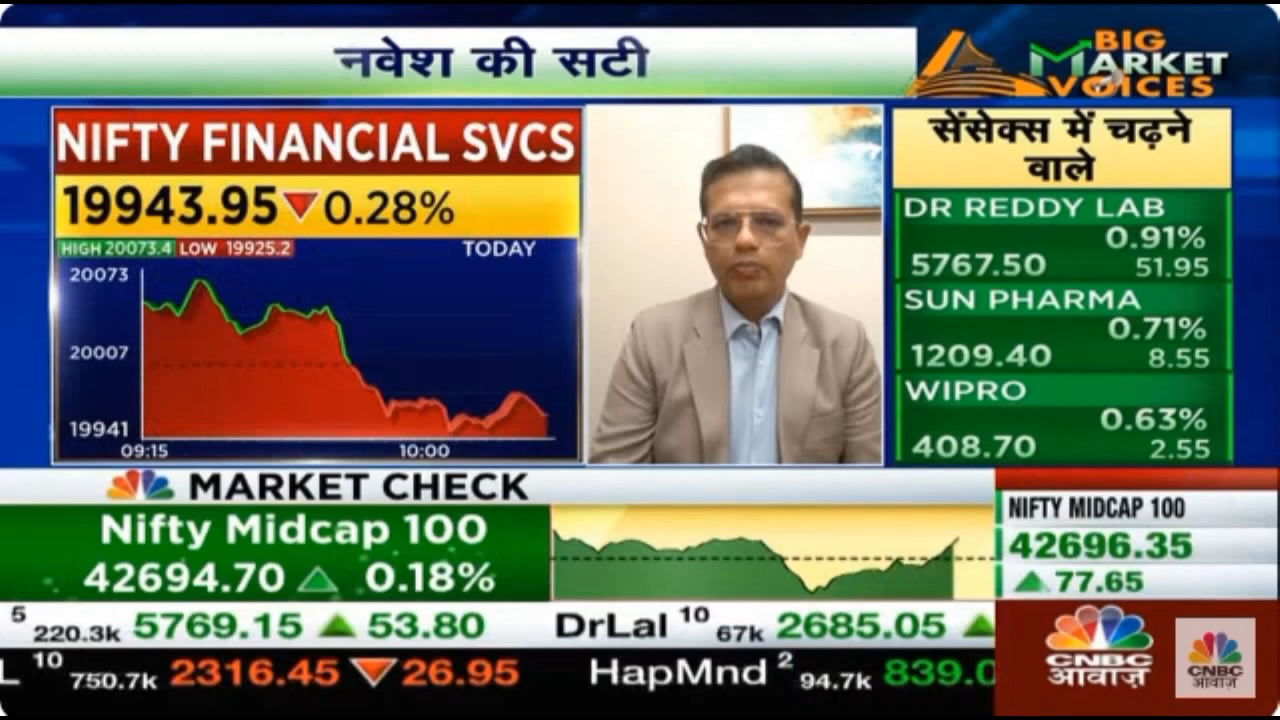 नवेश की सटी
BIG
MARKET
VOICES
NIFTY FINANCIAL SVCS
19943.95 ▼ 0.28%
HIGH 20073.4 LOW 19925.2 TODAY
20073
20007
19941
09:15 10:00
सेंसेक्स में चढ़ने
वाले
DR REDDY LAB
0.91%
5767.50 51.95
SUN PHARMA
0.71%
1209.40 8.55
WIPRO
0.63%
408.70 2.55
MARKET CHECK
Nifty Midcap 100
42694.70 ▲ 0.18%
NIFTY MIDCAP 100
42696.35
▲ 77.65
5 220.3k 5769.15 ▲ 53.80 DrLal 10 67k 2685.05 ▲
L 10 750.7k 2316.45 ▼ 26.95 HapMnd 2 94.7k 839.0
CNBC
आवाज़
CNBC
आवाज़